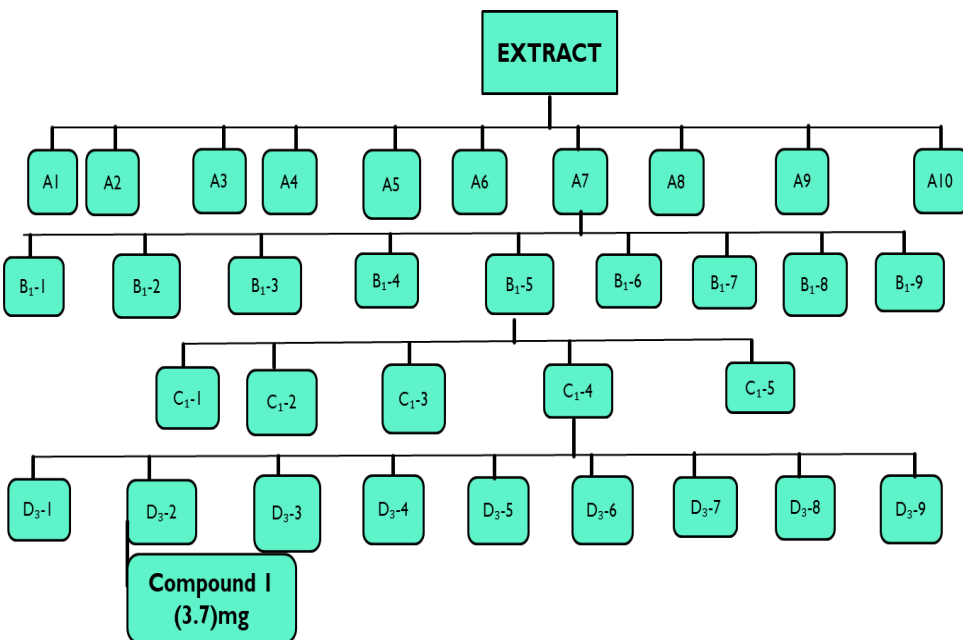 EXTRACT
A1
A2
A3
A4
A5
A6
A7
A8
A9
A10
B₁-1
B₁-2
B₁-3
B₁-4
B₁-5
B₁-6
B₁-7
B₁-8
B₁-9
C₁-1
C₁-2
C₁-3
C₁-4
C₁-5
D₃-1
D₃-2
D₃-3
D₃-4
D₃-5
D₃-6
D₃-7
D₃-8
D₃-9
Compound 1
(3.7)mg